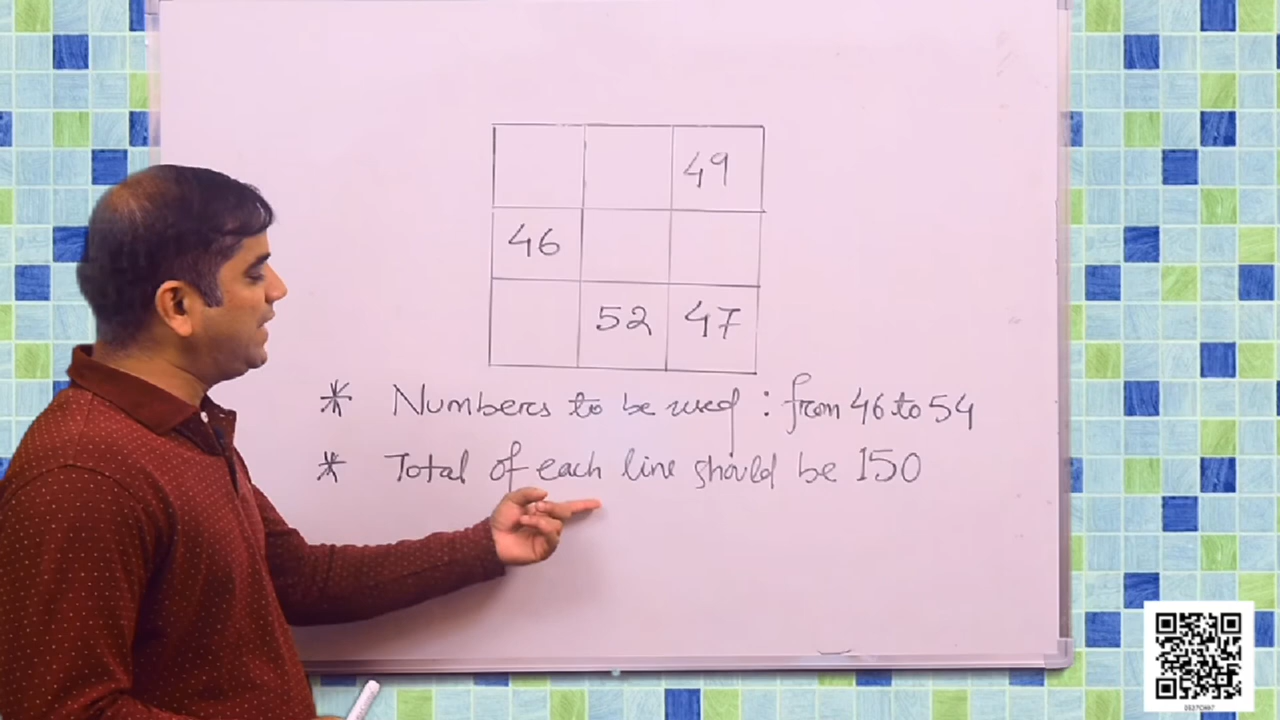 49
46
52 47
* Numbers to be used : from 46 to 54
* Total of each line should be 150